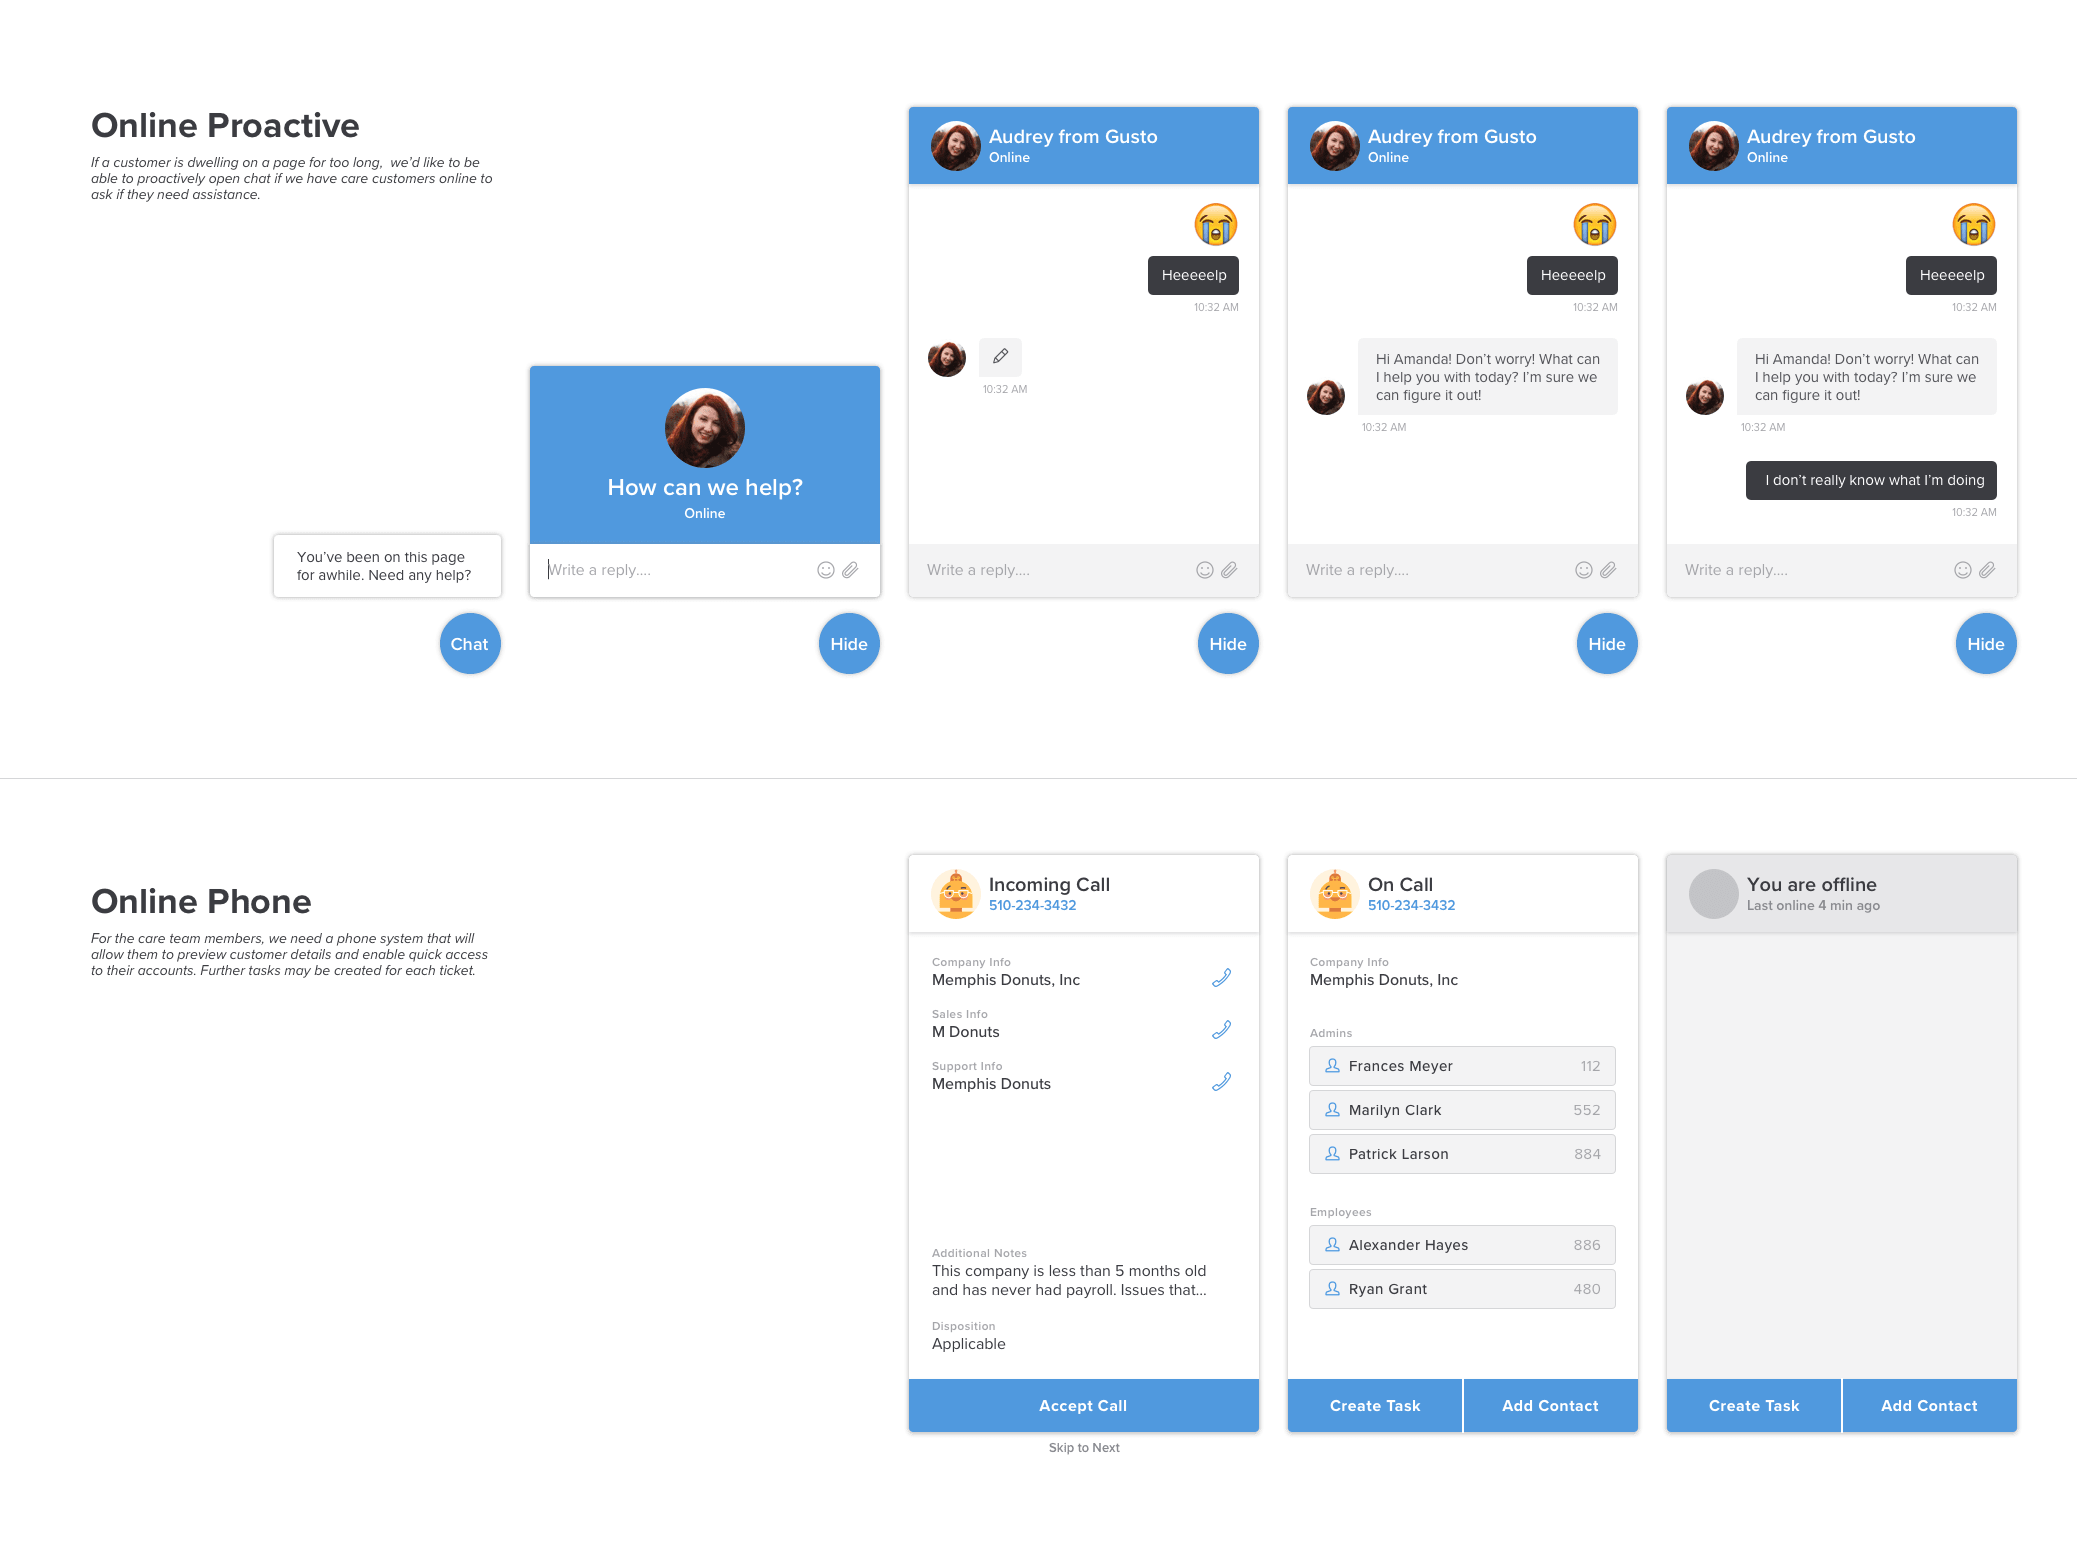 Online Proactive
If a customer is dwelling on a page for too long,  we'd like to be
able to proactively open chat if we have care customers online to
ask if they need assistance.
You've been on this page
for awhile. Need any help?
Chat
How can we help?
Online
Write a reply....
Hide
Audrey from Gusto
Online
Heeeeelp
10:32 AM
10:32 AM
Write a reply....
Hide
Audrey from Gusto
Online
Heeeeelp
10:32 AM
Hi Amanda! Don't worry! What can
I help you with today? I'm sure we
can figure it out!
10:32 AM
Write a reply....
Hide
Audrey from Gusto
Online
Heeeeelp
10:32 AM
Hi Amanda! Don't worry! What can
I help you with today? I'm sure we
can figure it out!
10:32 AM
I don't really know what I'm doing
10:32 AM
Write a reply....
Hide
Online Phone
For the care team members, we need a phone system that will
allow them to preview customer details and enable quick access
to their accounts. Further tasks may be created for each ticket.
Incoming Call
510-234-3432
Company Info
Memphis Donuts, Inc
Sales Info
M Donuts
Support Info
Memphis Donuts
Additional Notes
This company is less than 5 months old
and has never had payroll. Issues that...
Disposition
Applicable
Accept Call
Skip to Next
On Call
510-234-3432
Company Info
Memphis Donuts, Inc
Admins
Frances Meyer 112
Marilyn Clark 552
Patrick Larson 884
Employees
Alexander Hayes 886
Ryan Grant 480
Create Task Add Contact
You are offline
Last online 4 min ago
Create Task Add Contact